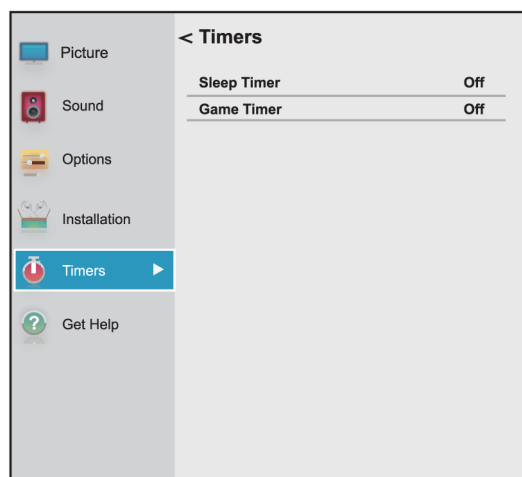 Picture
Sound
Options
Installation
Timers
Get Help
< Timers
Sleep Timer Off
Game Timer Off